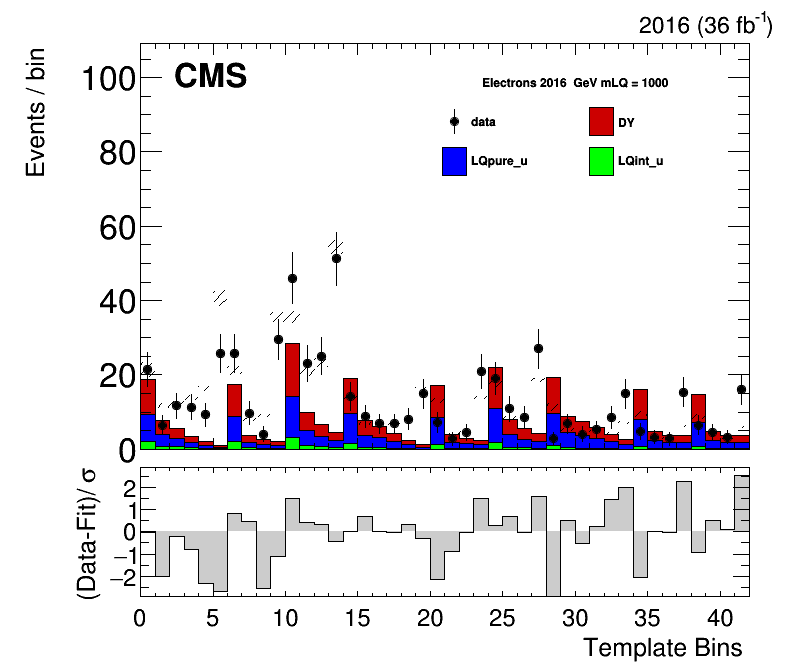 2016 (36 fb-1)
Events / bin
100
80
60
40
20
0
CMS
Electrons 2016 GeV mLQ = 1000
data
DY
LQpure_u
LQint_u
(Data-Fit)/ σ
2
1
0
−1
−2
0 5 10 15 20 25 30 35 40
Template Bins